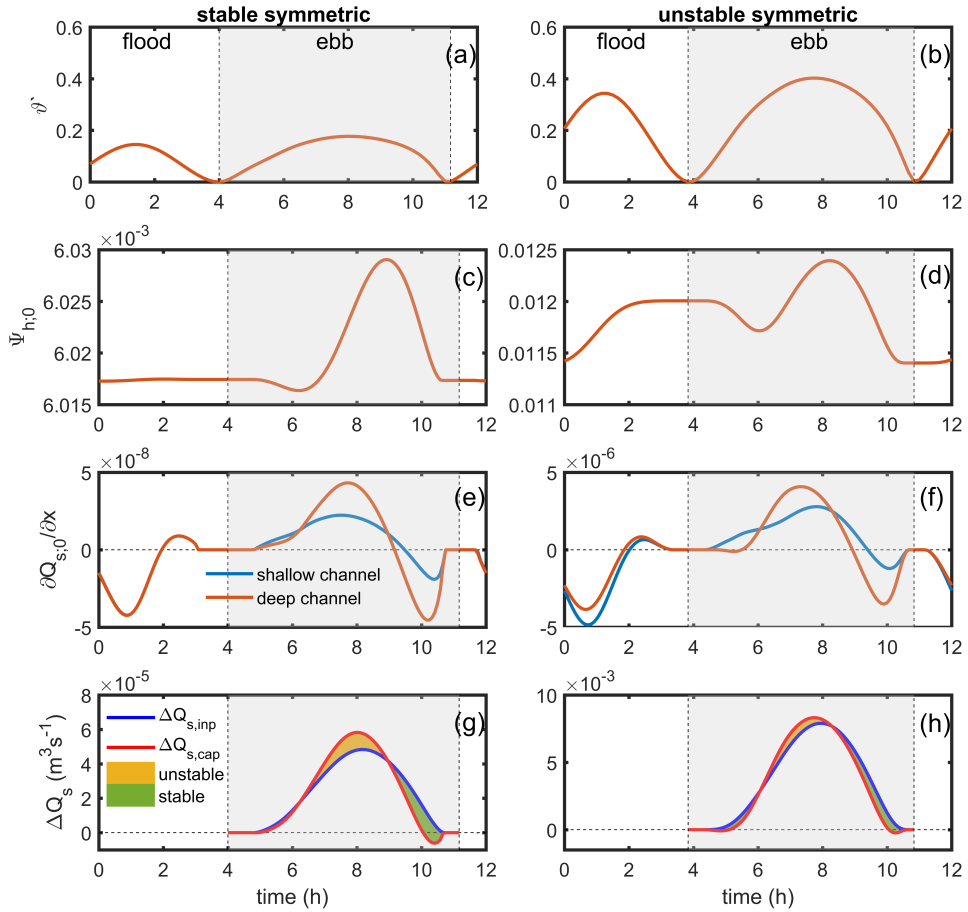 stable symmetric
unstable symmetric
flood
ebb
(a)
flood
ebb
(b)
ϑ`
0.6
0.4
0.2
0
0 2 4 6 8 10 12
0.6
0.4
0.2
0
0 2 4 6 8 10 12
×10⁻³
(c)
Ψh;0
6.03
6.025
6.02
6.015
0 2 4 6 8 10 12
(d)
0.0125
0.012
0.0115
0.011
0 2 4 6 8 10 12
×10⁻⁸
(e)
∂Qs;0/∂x
5
0
-5
shallow channel
deep channel
0 2 4 6 8 10 12
×10⁻⁶
(f)
5
0
-5
0 2 4 6 8 10 12
×10⁻⁵
(g)
ΔQs (m³s⁻¹)
8
6
4
2
0
ΔQs,inp
ΔQs,cap
unstable
stable
0 2 4 6 8 10 12
time (h)
×10⁻³
(h)
10
5
0
0 2 4 6 8 10 12
time (h)